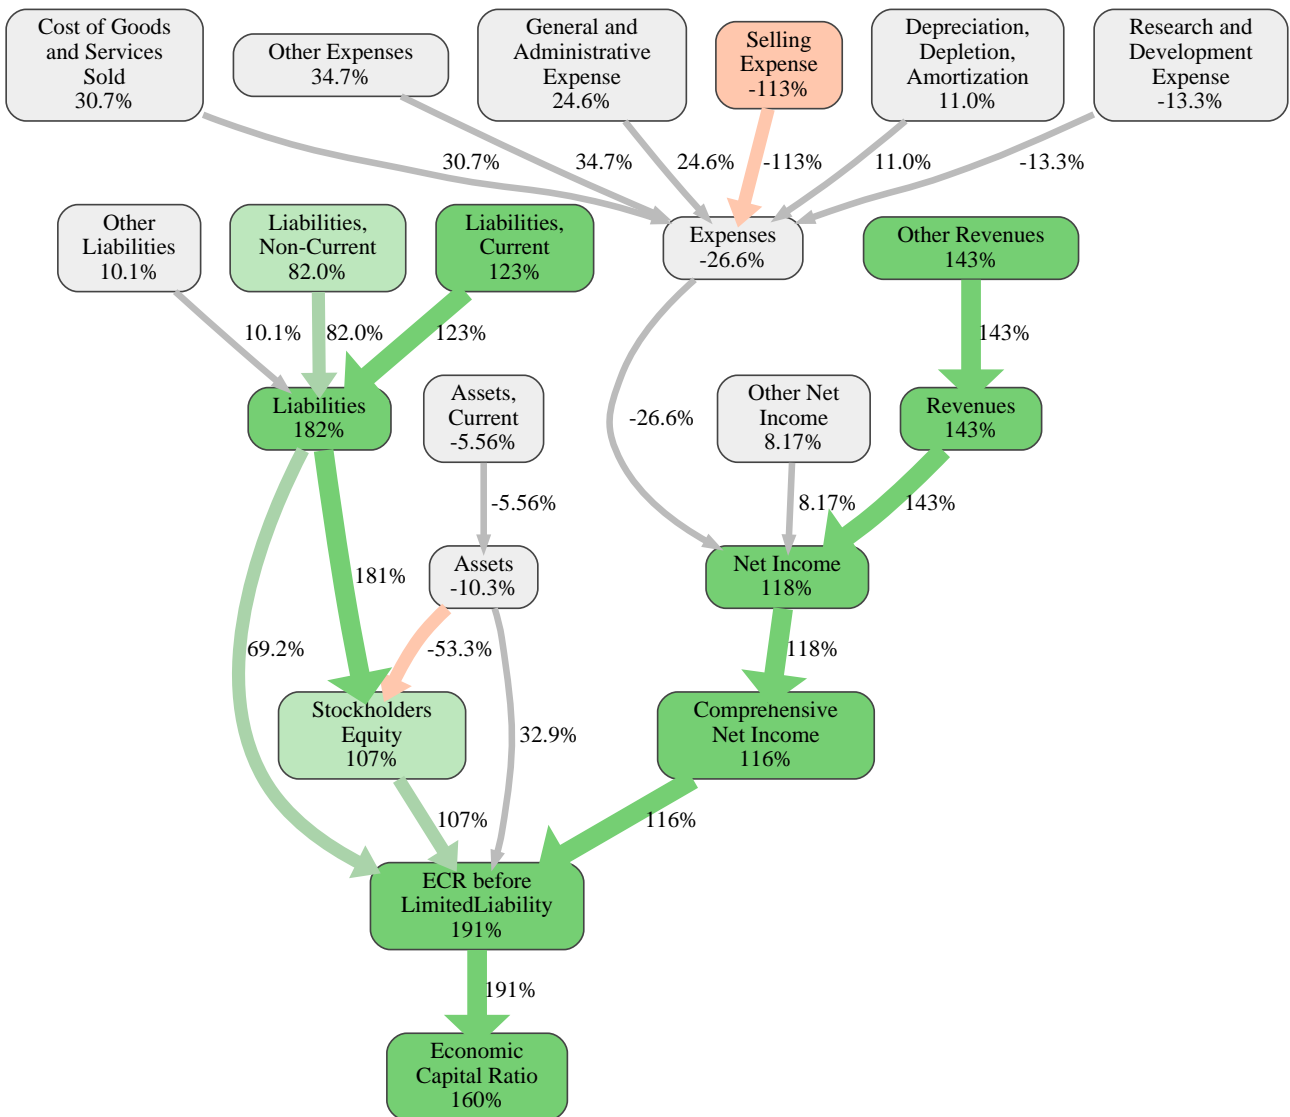 Cost of Goods
and Services
Sold
30.7%
Other Expenses
34.7%
General and
Administrative
Expense
24.6%
Selling
Expense
-113%
Depreciation,
Depletion,
Amortization
11.0%
Research and
Development
Expense
-13.3%
30.7%
34.7%
24.6%
-113%
11.0%
-13.3%
Other
Liabilities
10.1%
Liabilities,
Non-Current
82.0%
Liabilities,
Current
123%
Expenses
-26.6%
Other Revenues
143%
10.1%
82.0%
123%
143%
Liabilities
182%
Assets,
Current
-5.56%
-26.6%
Other Net
Income
8.17%
Revenues
143%
-5.56%
8.17%
143%
181%
Assets
-10.3%
Net Income
118%
69.2%
-53.3%
118%
Stockholders
Equity
107%
32.9%
Comprehensive
Net Income
116%
107%
116%
ECR before
LimitedLiability
191%
191%
Economic
Capital Ratio
160%